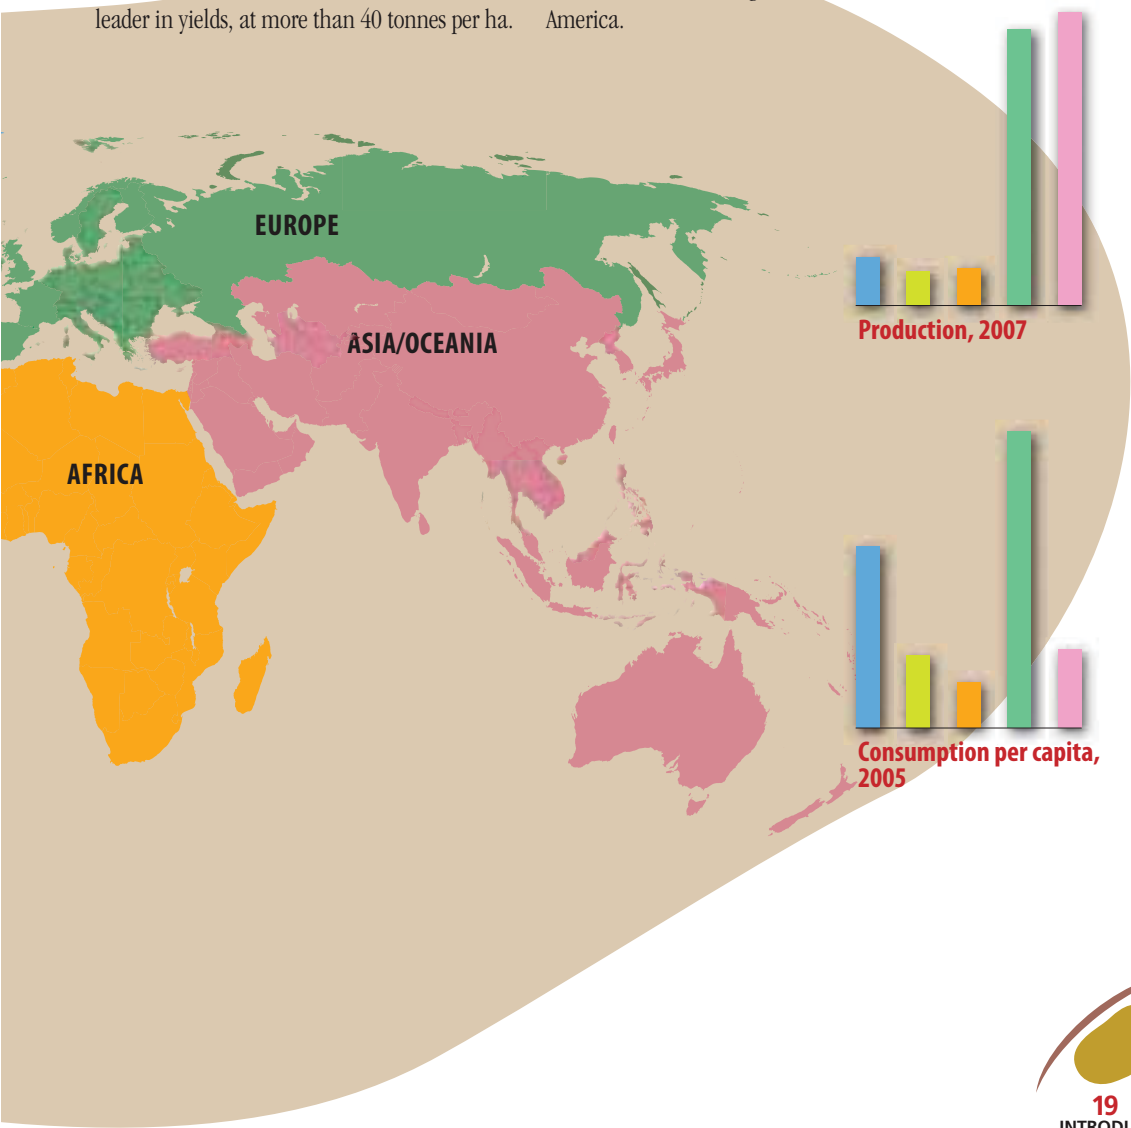 leader in yields, at more than 40 tonnes per ha.
America.
EUROPE
ASIA/OCEANIA
AFRICA
Production, 2007
Consumption per capita,
2005
19